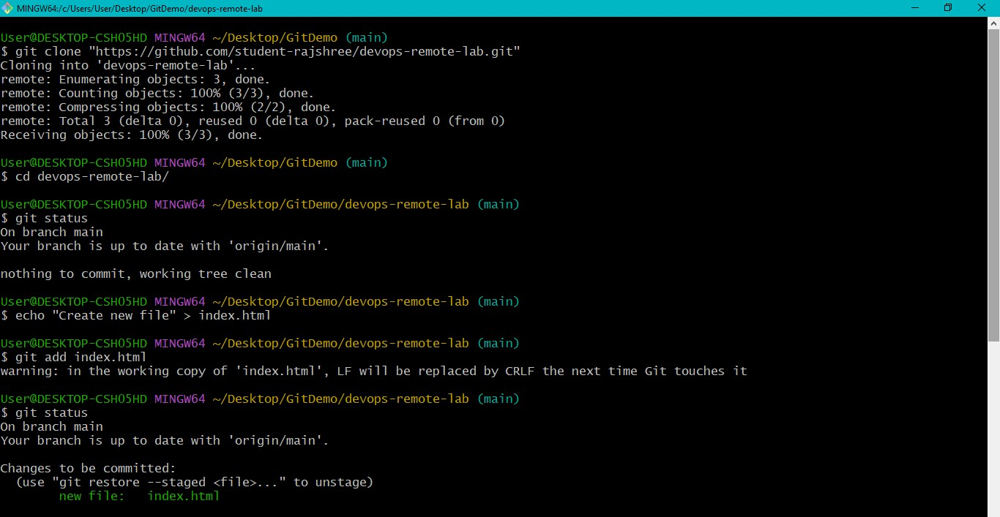 MINGW64:/c/Users/User/Desktop/GitDemo/devops-remote-lab
User@DESKTOP-CSHO5HD MINGW64 ~/Desktop/GitDemo (main)
$ git clone "https://github.com/student-rajshree/devops-remote-lab.git"
Cloning into 'devops-remote-lab'...
remote: Enumerating objects: 3, done.
remote: Counting objects: 100% (3/3), done.
remote: Compressing objects: 100% (2/2), done.
remote: Total 3 (delta 0), reused 0 (delta 0), pack-reused 0 (from 0)
Receiving objects: 100% (3/3), done.
User@DESKTOP-CSHO5HD MINGW64 ~/Desktop/GitDemo (main)
$ cd devops-remote-lab/
User@DESKTOP-CSHO5HD MINGW64 ~/Desktop/GitDemo/devops-remote-lab (main)
$ git status
On branch main
Your branch is up to date with 'origin/main'.
nothing to commit, working tree clean
User@DESKTOP-CSHO5HD MINGW64 ~/Desktop/GitDemo/devops-remote-lab (main)
$ echo "Create new file" > index.html
User@DESKTOP-CSHO5HD MINGW64 ~/Desktop/GitDemo/devops-remote-lab (main)
$ git add index.html
warning: in the working copy of 'index.html', LF will be replaced by CRLF the next time Git touches it
User@DESKTOP-CSHO5HD MINGW64 ~/Desktop/GitDemo/devops-remote-lab (main)
$ git status
On branch main
Your branch is up to date with 'origin/main'.
Changes to be committed:
(use "git restore --staged <file>..." to unstage)
new file: index.html